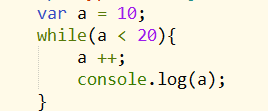 var a = 10;
while(a < 20){
    a ++;
    console.log(a);
}